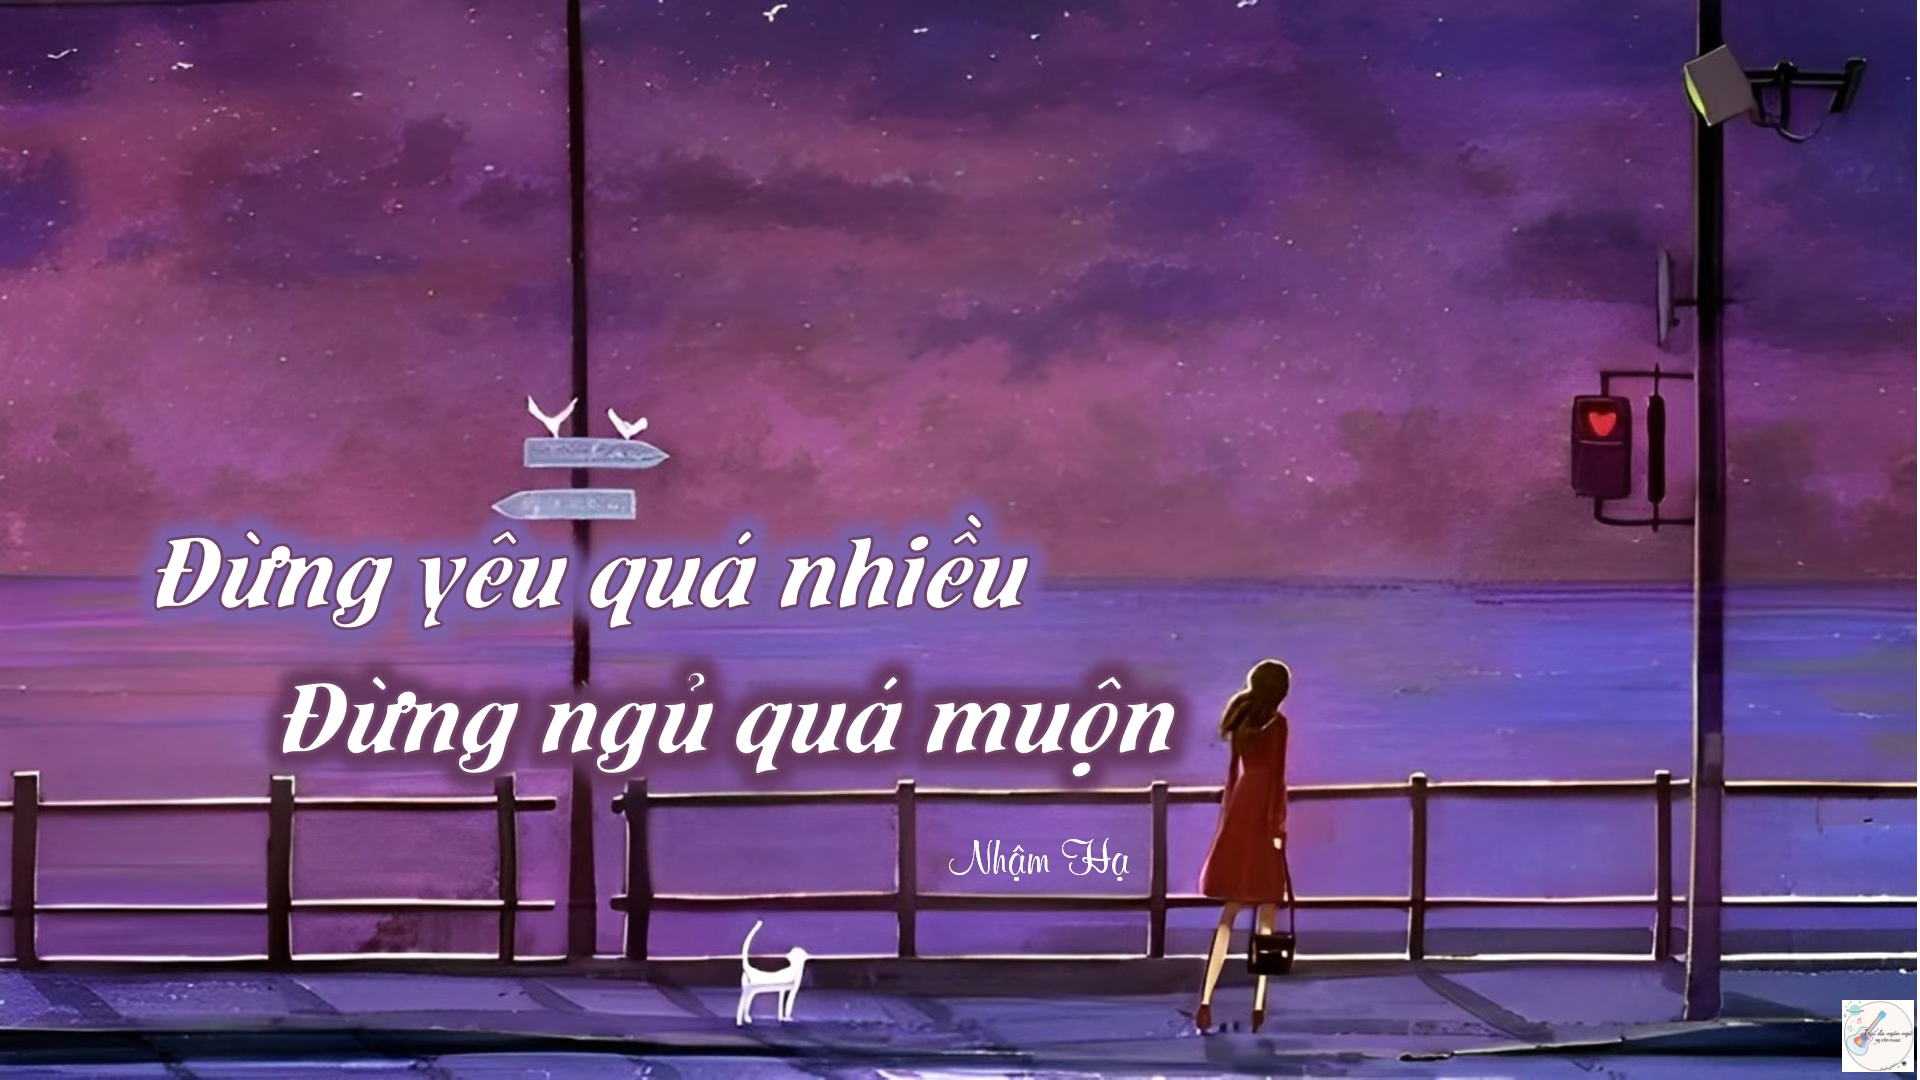 Đừng yêu quá nhiều
Đừng ngủ quá muộn
Nhậm Hạ